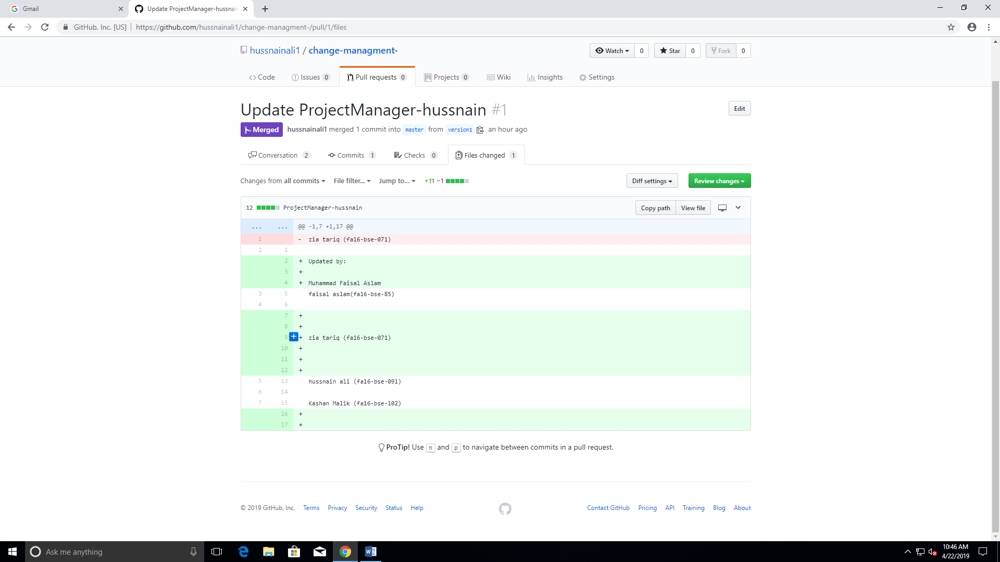 Gmail
Update ProjectManager-hussnain
GitHub, Inc. [US] | https://github.com/hussnainali1/change-managment-/pull/1/files
hussnainali1 / change-managment-
Watch 0 Star 0 Fork 0
Code Issues 0 Pull requests 0 Projects 0 Wiki Insights Settings
Update ProjectManager-hussnain #1
Edit
Merged hussnainali1 merged 1 commit into master from version1 an hour ago
Conversation 2 Commits 1 Checks 0 Files changed 1
Changes from all commits File filter... Jump to... +11 −1 Diff settings Review changes
12 ProjectManager-hussnain Copy path View file
... ... @@ -1,7 +1,17 @@
1 - zia tariq (fa16-bse-071)
2 1
2 + Updated by:
3 +
4 + Muhammad Faisal Aslam
3 5 faisal aslam(fa16-bse-85)
4 6
7 +
8 +
9 + zia tariq (fa16-bse-071)
10 +
11 +
12 +
5 13 hussnain ali (fa16-bse-091)
6 14
7 15 Kashan Malik (fa16-bse-102)
16 +
17 +
ProTip! Use n and p to navigate between commits in a pull request.
© 2019 GitHub, Inc. Terms Privacy Security Status Help Contact GitHub Pricing API Training Blog About
Ask me anything
10:46 AM
4/22/2019